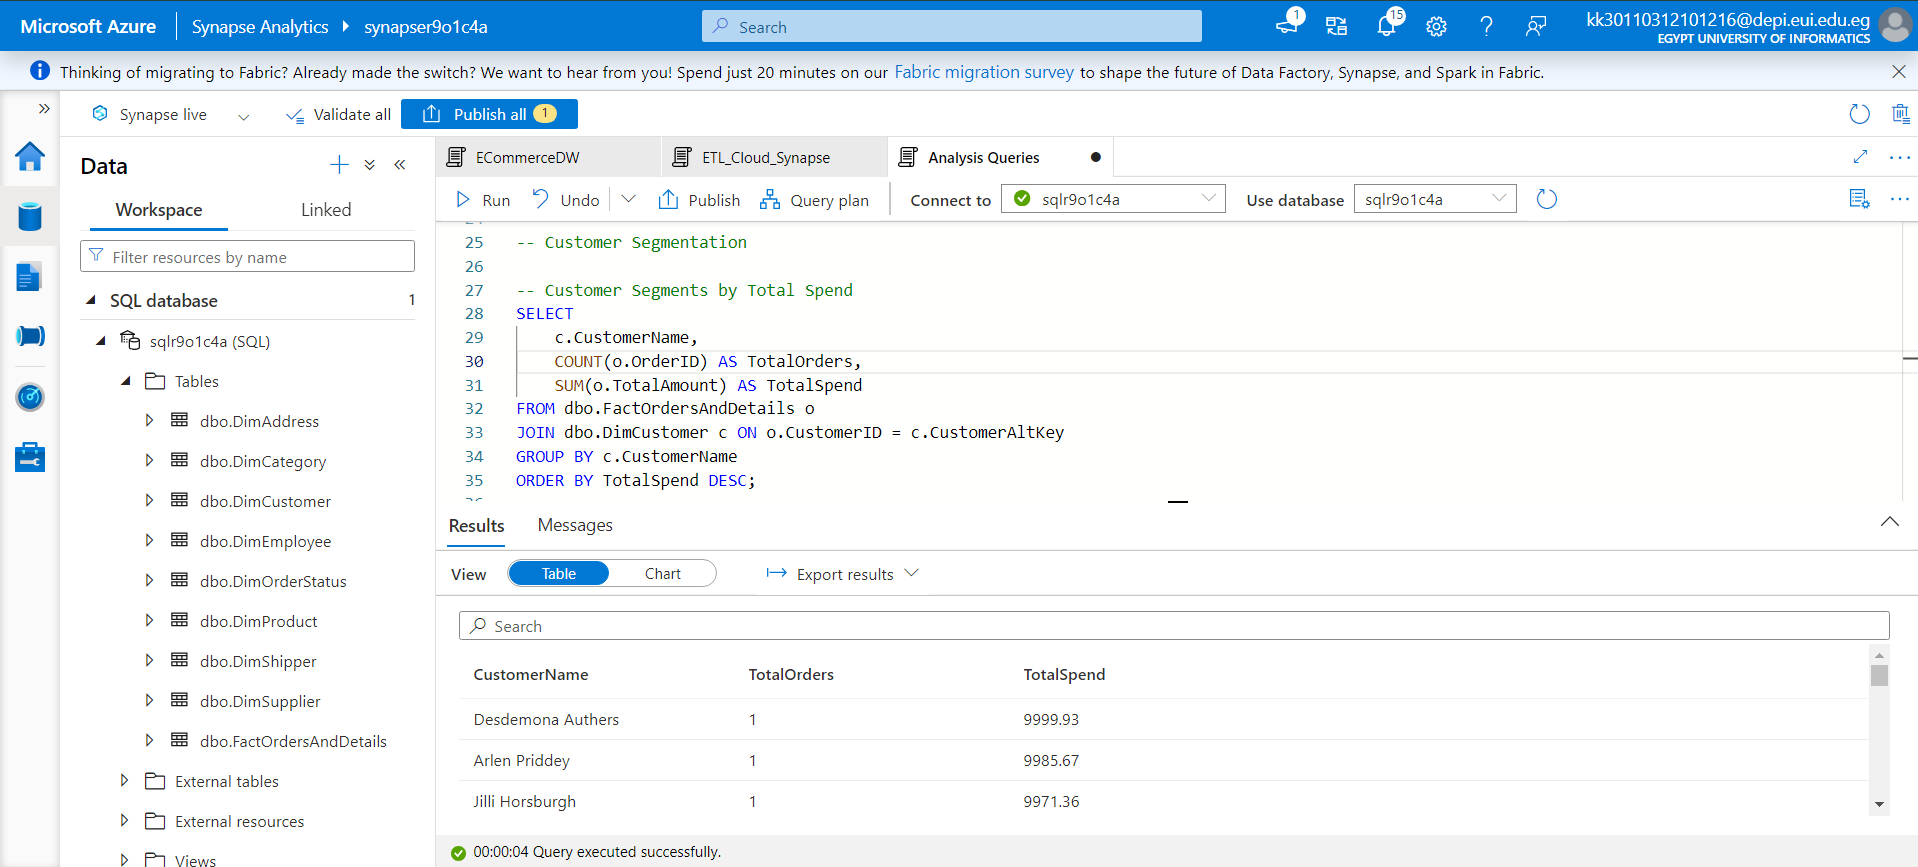 Microsoft Azure
Synapse Analytics
synapser9o1c4a
Search
1
15
kk30110312101216@depi.eui.edu.eg
EGYPT UNIVERSITY OF INFORMATICS
Thinking of migrating to Fabric? Already made the switch? We want to hear from you! Spend just 20 minutes on our Fabric migration survey to shape the future of Data Factory, Synapse, and Spark in Fabric.
Synapse live
Validate all
Publish all 1
Data
Workspace
Linked
Filter resources by name
SQL database 1
sqlr9o1c4a (SQL)
Tables
dbo.DimAddress
dbo.DimCategory
dbo.DimCustomer
dbo.DimEmployee
dbo.DimOrderStatus
dbo.DimProduct
dbo.DimShipper
dbo.DimSupplier
dbo.FactOrdersAndDetails
External tables
External resources
Views
ECommerceDW
ETL_Cloud_Synapse
Analysis Queries
Run
Undo
Publish
Query plan
Connect to
sqlr9o1c4a
Use database
sqlr9o1c4a
25 -- Customer Segmentation
26
27 -- Customer Segments by Total Spend
28 SELECT
29 c.CustomerName,
30 COUNT(o.OrderID) AS TotalOrders,
31 SUM(o.TotalAmount) AS TotalSpend
32 FROM dbo.FactOrdersAndDetails o
33 JOIN dbo.DimCustomer c ON o.CustomerID = c.CustomerAltKey
34 GROUP BY c.CustomerName
35 ORDER BY TotalSpend DESC;
Results
Messages
View
Table
Chart
Export results
Search
CustomerName TotalOrders TotalSpend
Desdemona Authers 1 9999.93
Arlen Priddey 1 9985.67
Jilli Horsburgh 1 9971.36
00:00:04 Query executed successfully.